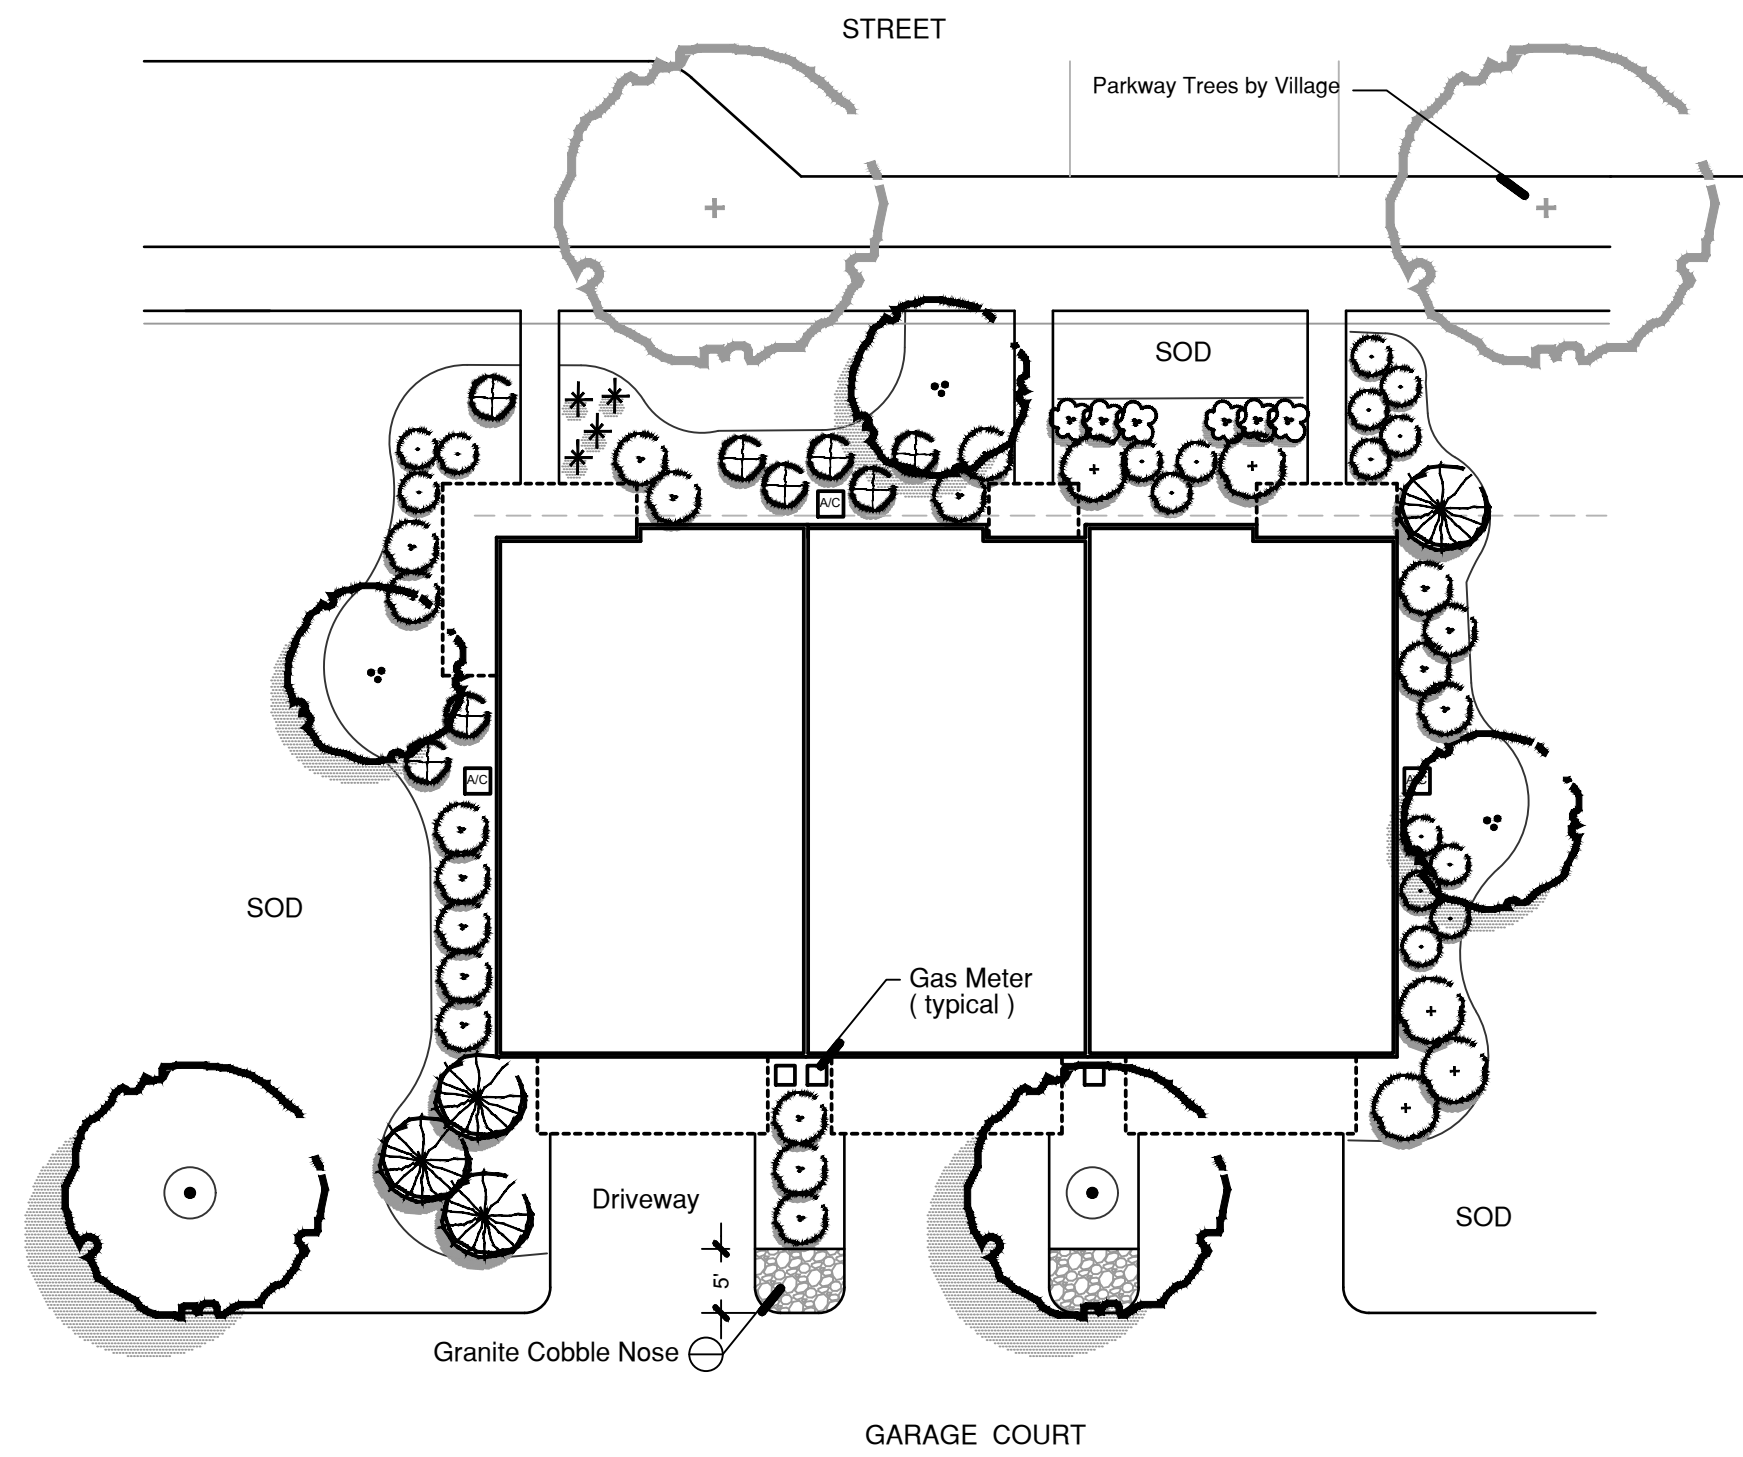 STREET
Parkway Trees by Village
SOD
A/C
A/C
A/C
SOD
Gas Meter
( typical )
Driveway
SOD
5'
Granite Cobble Nose
GARAGE COURT